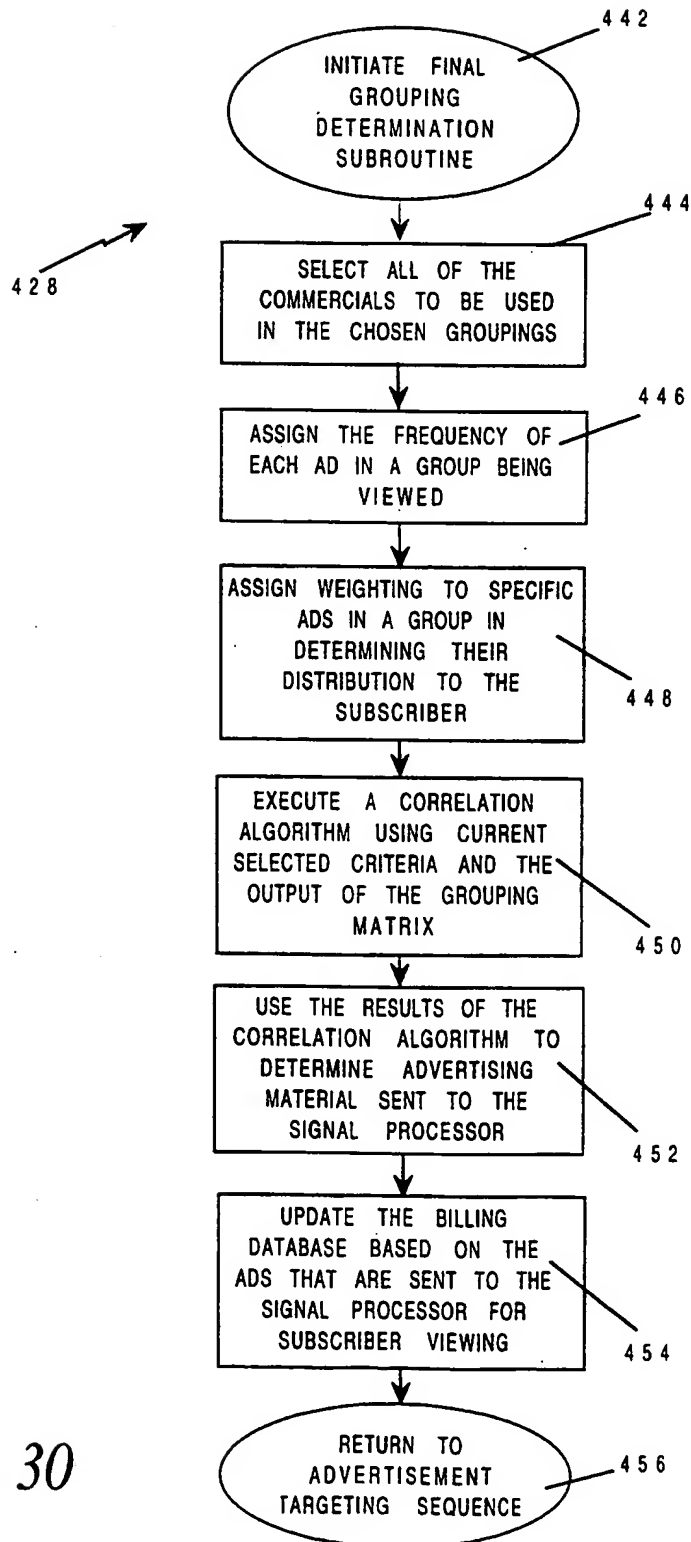 442
INITIATE FINAL
GROUPING
DETERMINATION
SUBROUTINE
428
444
SELECT ALL OF THE
COMMERCIALS TO BE USED
IN THE CHOSEN GROUPINGS
446
ASSIGN THE FREQUENCY OF
EACH AD IN A GROUP BEING
VIEWED
ASSIGN WEIGHTING TO SPECIFIC
ADS IN A GROUP IN
DETERMINING THEIR
DISTRIBUTION TO THE
SUBSCRIBER
448
EXECUTE A CORRELATION
ALGORITHM USING CURRENT
SELECTED CRITERIA AND THE
OUTPUT OF THE GROUPING
MATRIX
450
USE THE RESULTS OF THE
CORRELATION ALGORITHM TO
DETERMINE ADVERTISING
MATERIAL SENT TO THE
SIGNAL PROCESSOR
452
UPDATE THE BILLING
DATABASE BASED ON THE
ADS THAT ARE SENT TO THE
SIGNAL PROCESSOR FOR
SUBSCRIBER VIEWING
454
RETURN TO
ADVERTISEMENT
TARGETING SEQUENCE
456
30